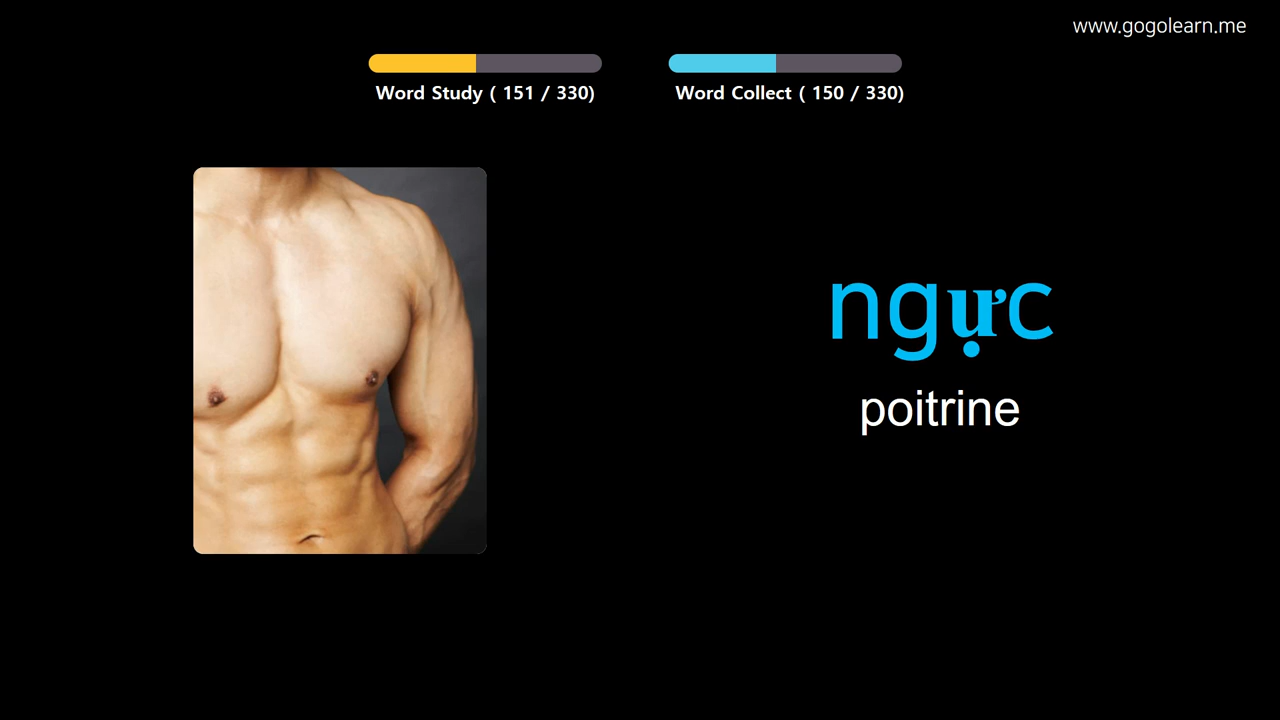 www.gogolearn.me
Word Study ( 151 / 330)
Word Collect ( 150 / 330)
ngực
poitrine